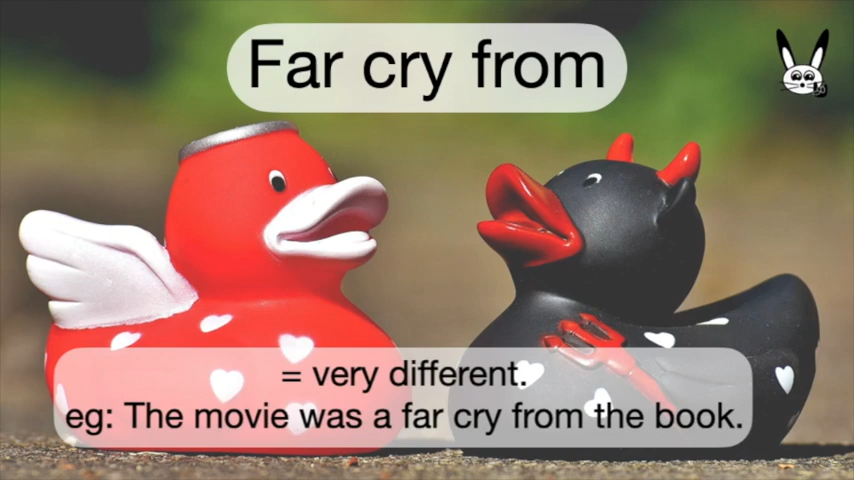 Far cry from
= very different.
eg: The movie was a far cry from the book.